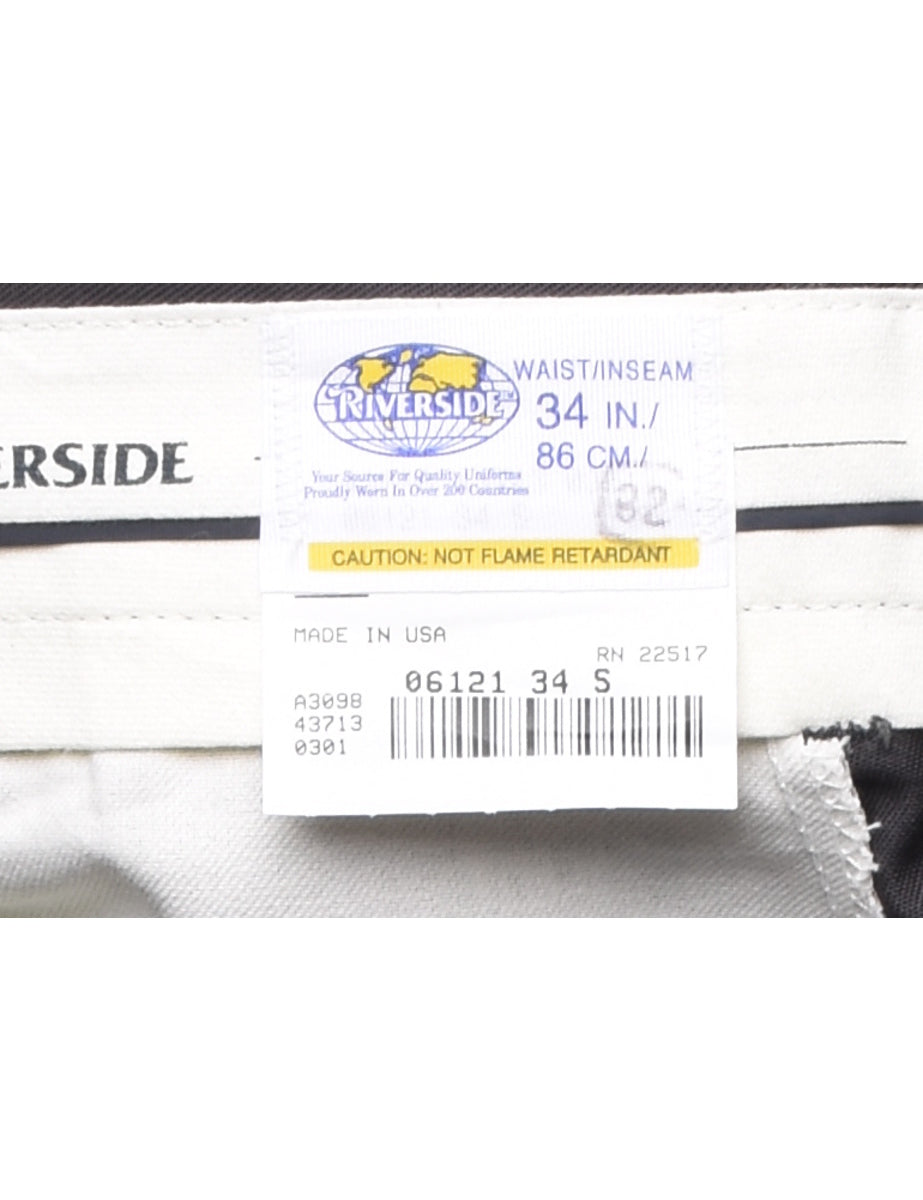 ERSIDE
RIVERSIDE™
Your Source For Quality Uniforms
Proudly Worn In Over 200 Countries
WAIST/INSEAM
34 IN./
86 CM./
82
CAUTION: NOT FLAME RETARDANT
MADE IN USA
RN 22517
06121 34 S
A3098
43713
0301